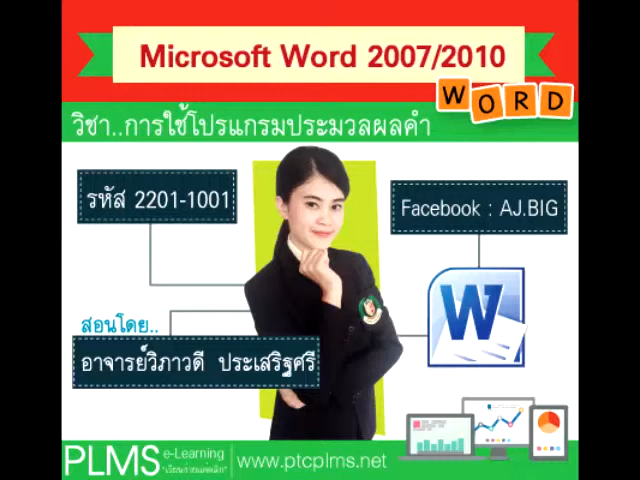 Microsoft Word 2007/2010
WORD
วิชา..การใช้โปรแกรมประมวลผลคำ
รหัส 2201-1001
Facebook : AJ.BIG
W
สอนโดย..
อาจารย์วิภาวดี ประเสริฐศรี
PLMS e-Learning
www.ptcplms.net